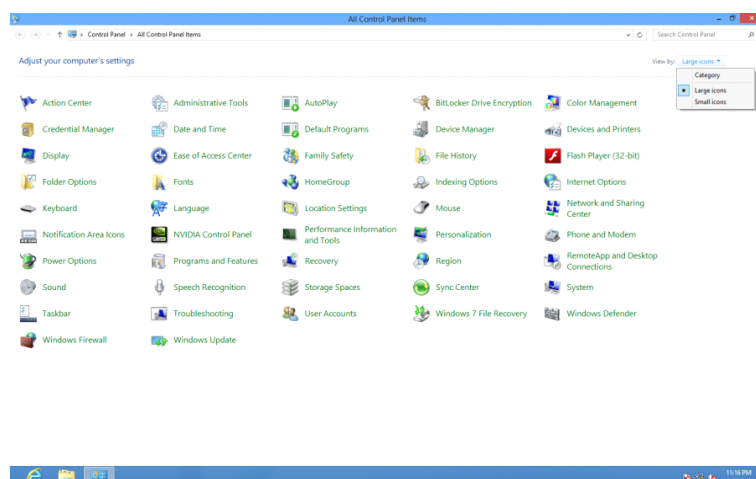 All Control Panel Items
Control Panel All Control Panel Items
Search Control Panel
Adjust your computer's settings
View by: Large icons
Category
Large icons
Small icons
Action Center
Administrative Tools
AutoPlay
BitLocker Drive Encryption
Color Management
Credential Manager
Date and Time
Default Programs
Device Manager
Devices and Printers
Display
Ease of Access Center
Family Safety
File History
Flash Player (32-bit)
Folder Options
Fonts
HomeGroup
Indexing Options
Internet Options
Keyboard
Language
Location Settings
Mouse
Network and Sharing
Center
Notification Area Icons
NVIDIA Control Panel
Performance Information
and Tools
Personalization
Phone and Modem
Power Options
Programs and Features
Recovery
Region
RemoteApp and Desktop
Connections
Sound
Speech Recognition
Storage Spaces
Sync Center
System
Taskbar
Troubleshooting
User Accounts
Windows 7 File Recovery
Windows Defender
Windows Firewall
Windows Update
11:16 PM